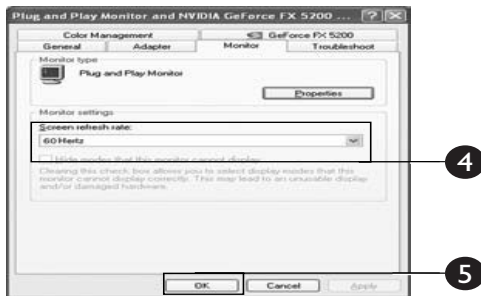 Plug and Play Monitor and NVIDIA GeForce FX 5200 ...
Color Management GeForce FX 5200
General Adapter Monitor Troubleshoot
Monitor type
Plug and Play Monitor
Properties
Monitor settings
Screen refresh rate:
60 Hertz
4
Hide modes that this monitor cannot display
Clearing this check box allows you to select display modes that this
monitor cannot display correctly. This may lead to an unusable display
and/or damaged hardware.
5
OK Cancel Apply